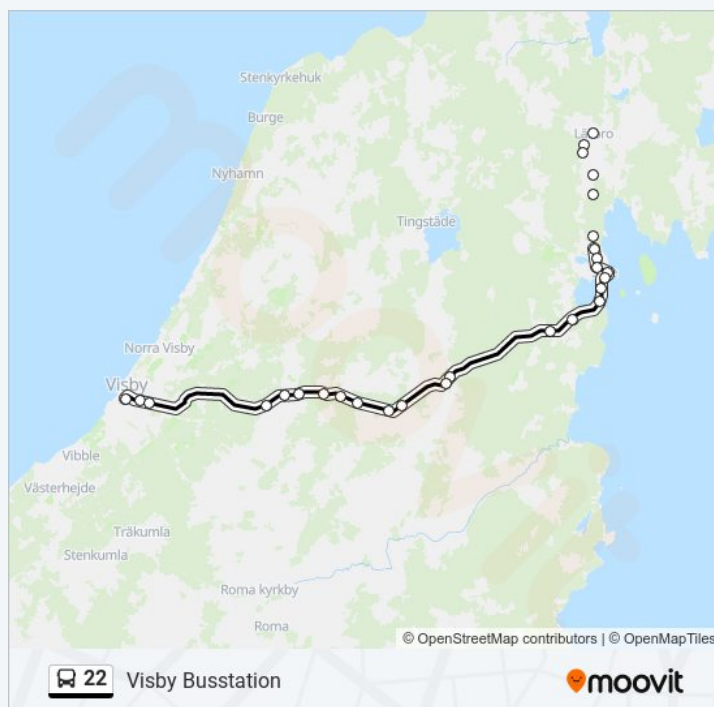 Stenkyrkehuk
Burge
Lärbro
Nyhamn
Tingstäde
Norra Visby
Visby
Vibble
Västerhejde
Träkumla
Stenkumla
Roma kyrkby
Roma
© OpenStreetMap contributors | © OpenMapTiles
22 Visby Busstation
moovit